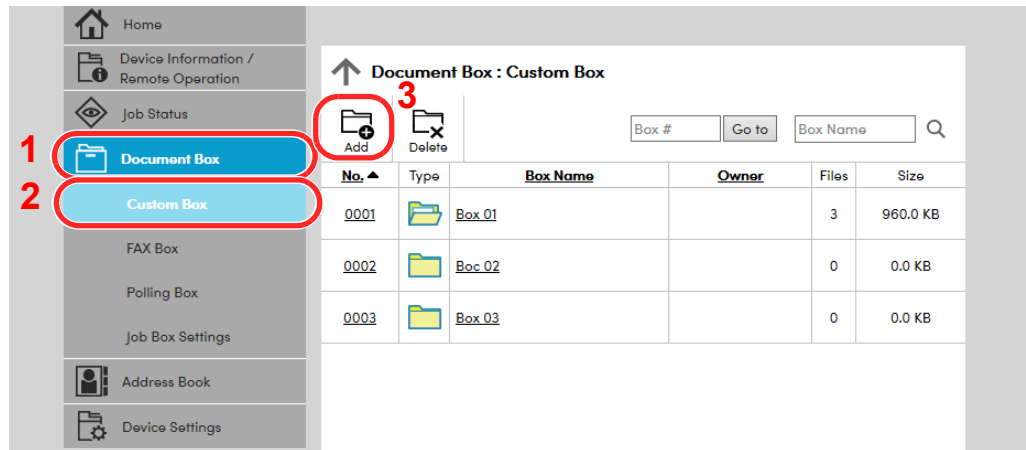 Home
Device Information /
Remote Operation
Job Status
1
Document Box
2
Custom Box
FAX Box
Polling Box
Job Box Settings
Address Book
Device Settings
Document Box : Custom Box
3
Add Delete Box # Go to Box Name
No. Type Box Name Owner Files Size
0001 Box 01 3 960.0 KB
0002 Boc 02 0 0.0 KB
0003 Box 03 0 0.0 KB